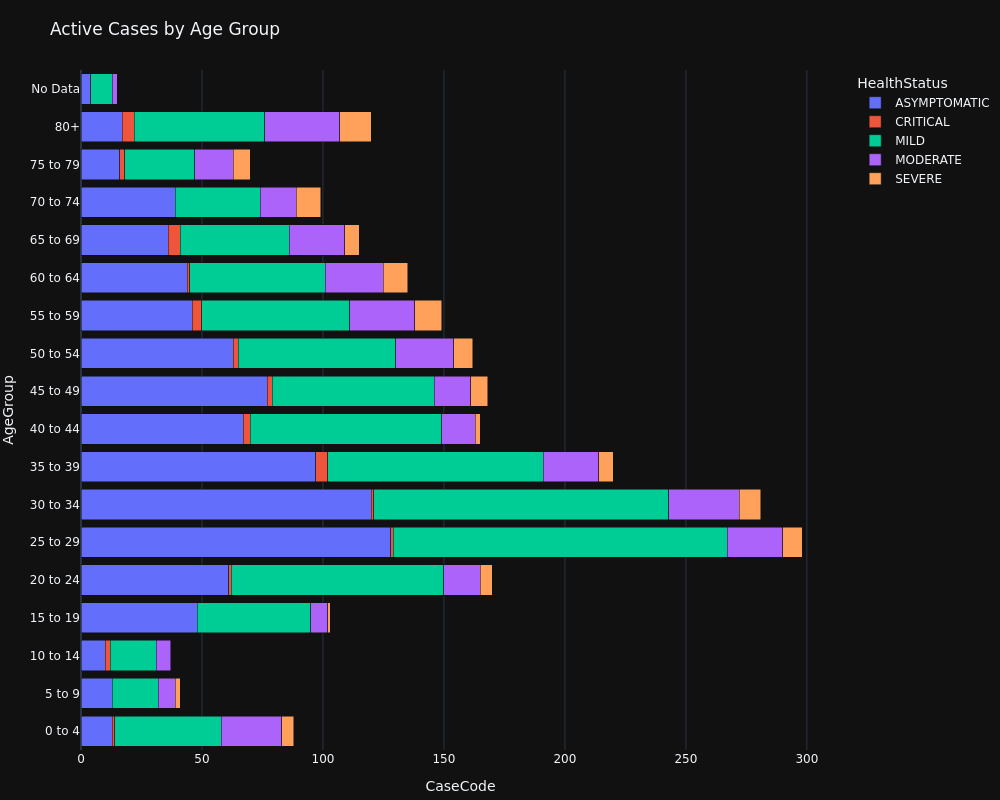 Active Cases by Age Group
HealthStatus
ASYMPTOMATIC
CRITICAL
MILD
MODERATE
SEVERE
AgeGroup
No Data
80+
75 to 79
70 to 74
65 to 69
60 to 64
55 to 59
50 to 54
45 to 49
40 to 44
35 to 39
30 to 34
25 to 29
20 to 24
15 to 19
10 to 14
5 to 9
0 to 4
0 50 100 150 200 250 300
CaseCode